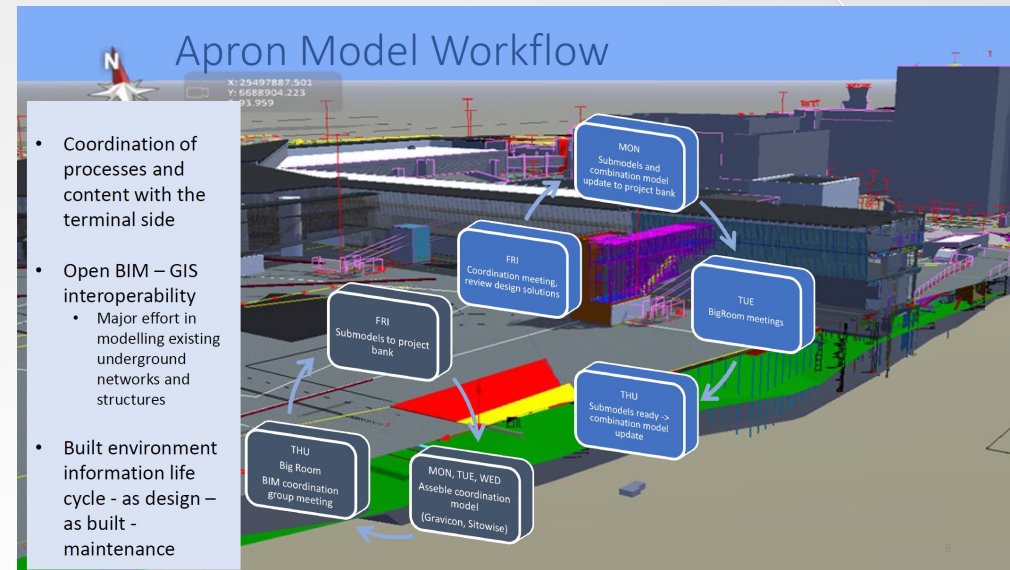 Apron Model Workflow
N
X: 25497887.501
Y: 6688904.223
93.959
• Coordination of
processes and
content with the
terminal side
• Open BIM – GIS
interoperability
• Major effort in
modelling existing
underground
networks and
structures
• Built environment
information life
cycle - as design –
as built -
maintenance
MON
Submodels and
combination model
update to project bank
FRI
Coordination meeting,
review design solutions
TUE
BigRoom meetings
THU
Submodels ready ->
combination model
update
FRI
Submodels to project
bank
THU
Big Room
BIM coordination
group meeting
MON, TUE, WED
Asseble coordination
model
(Gravicon, Sitowise)
6